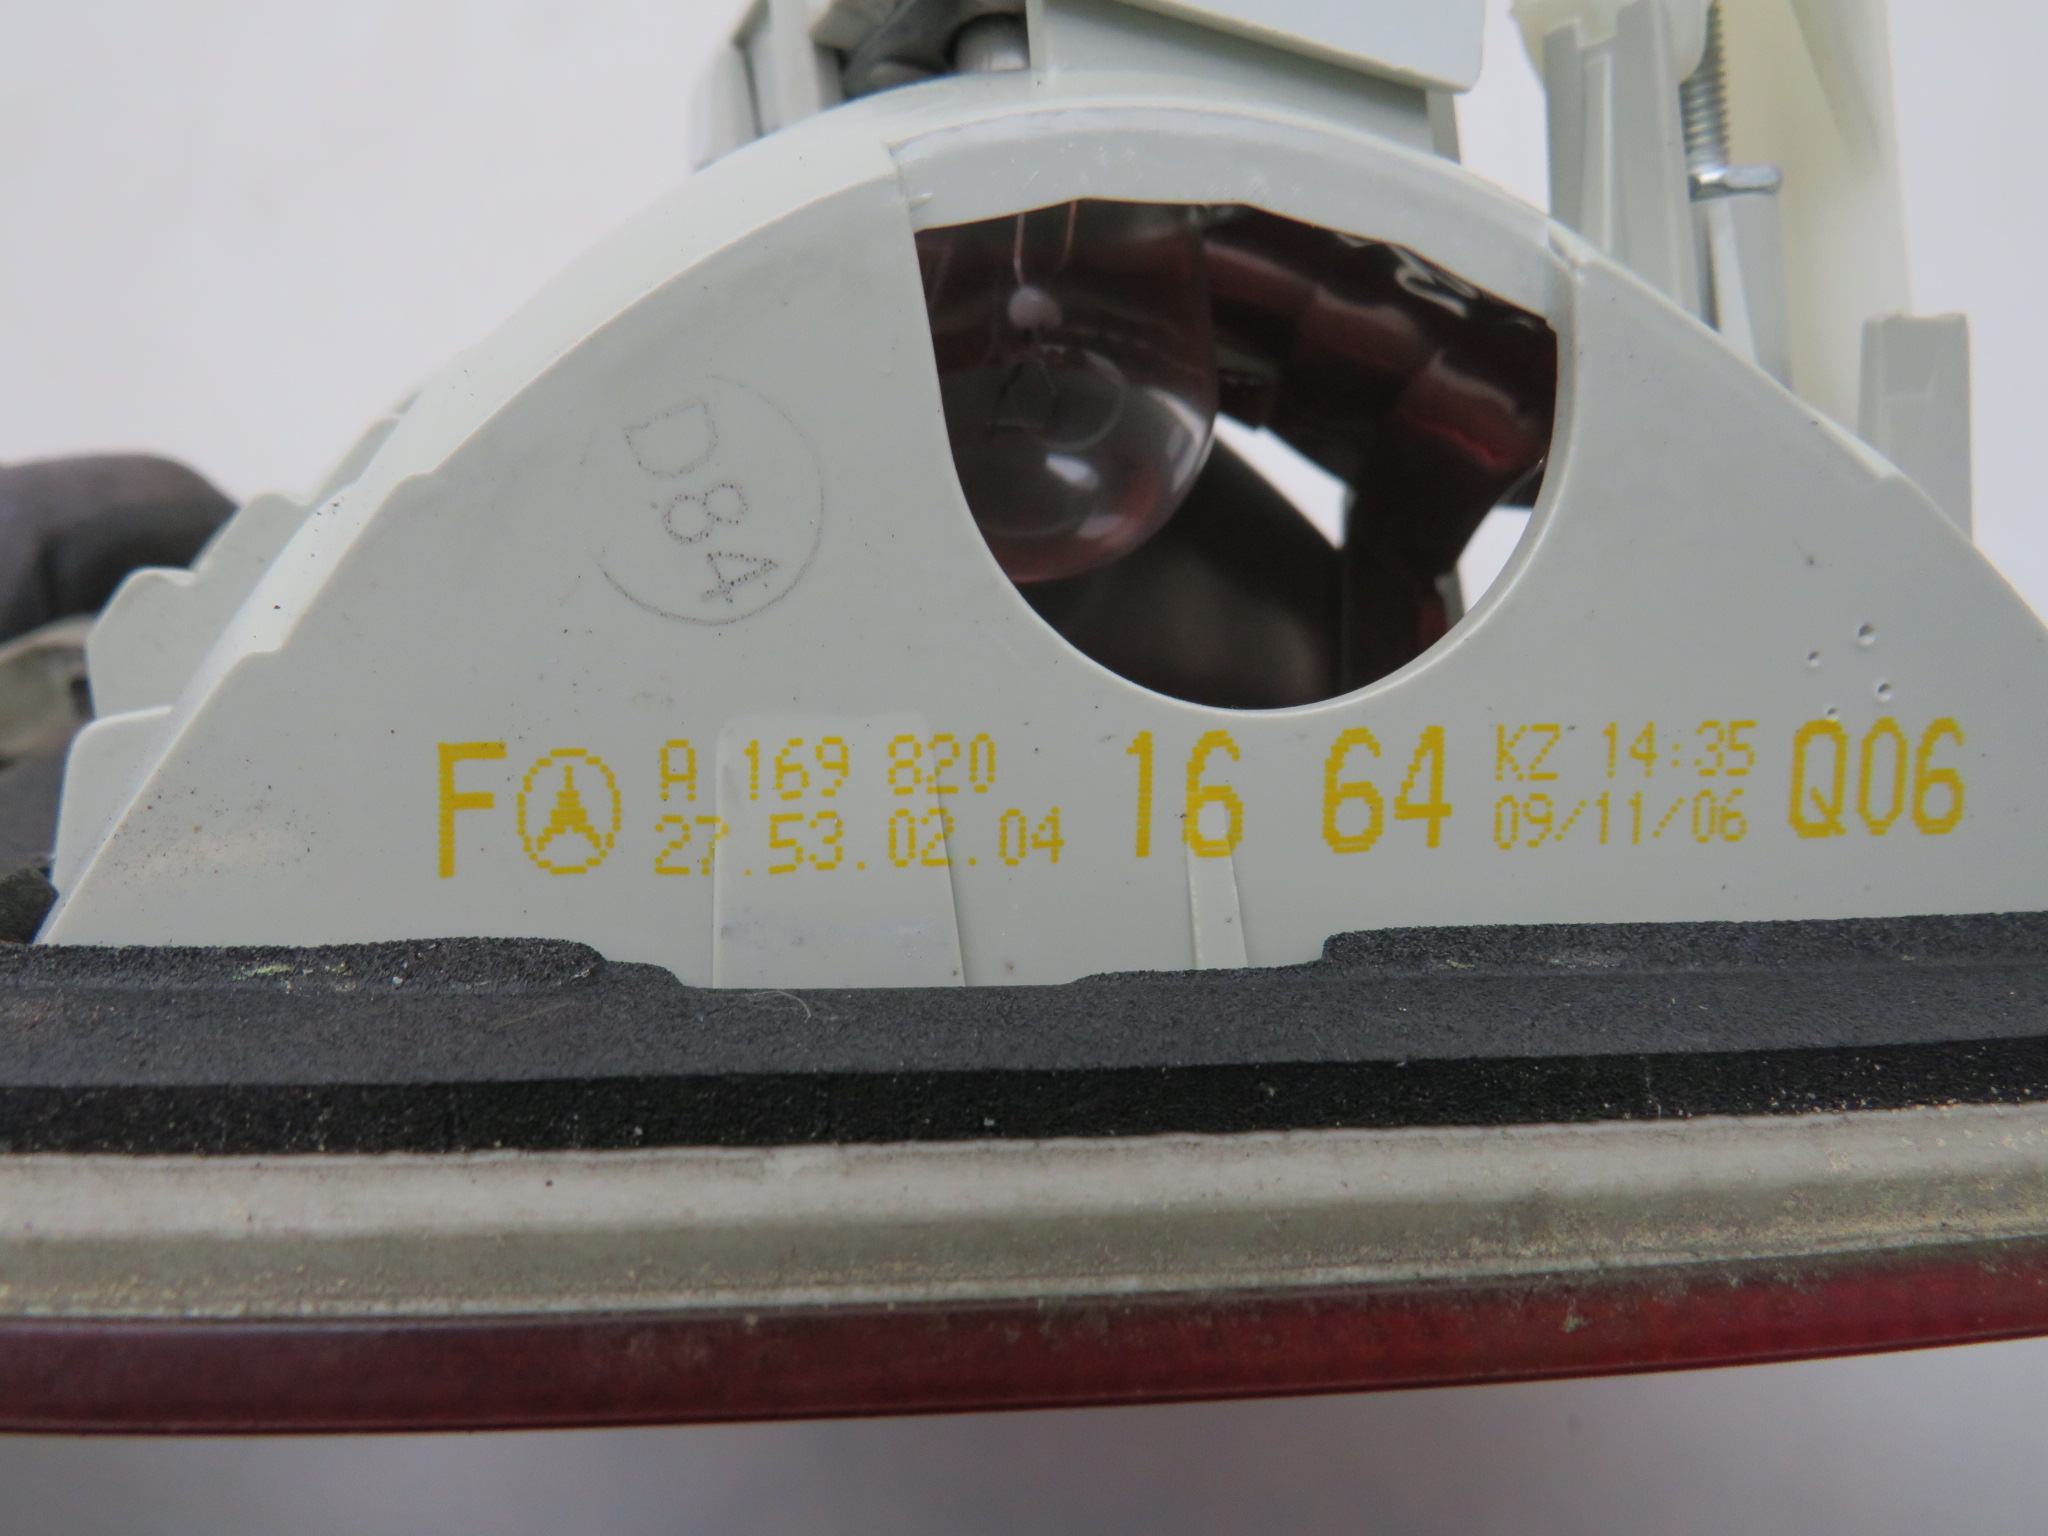 D84
F A 169 820 16 64 KZ 14:35 Q06
27.53.02.04 09/11/06